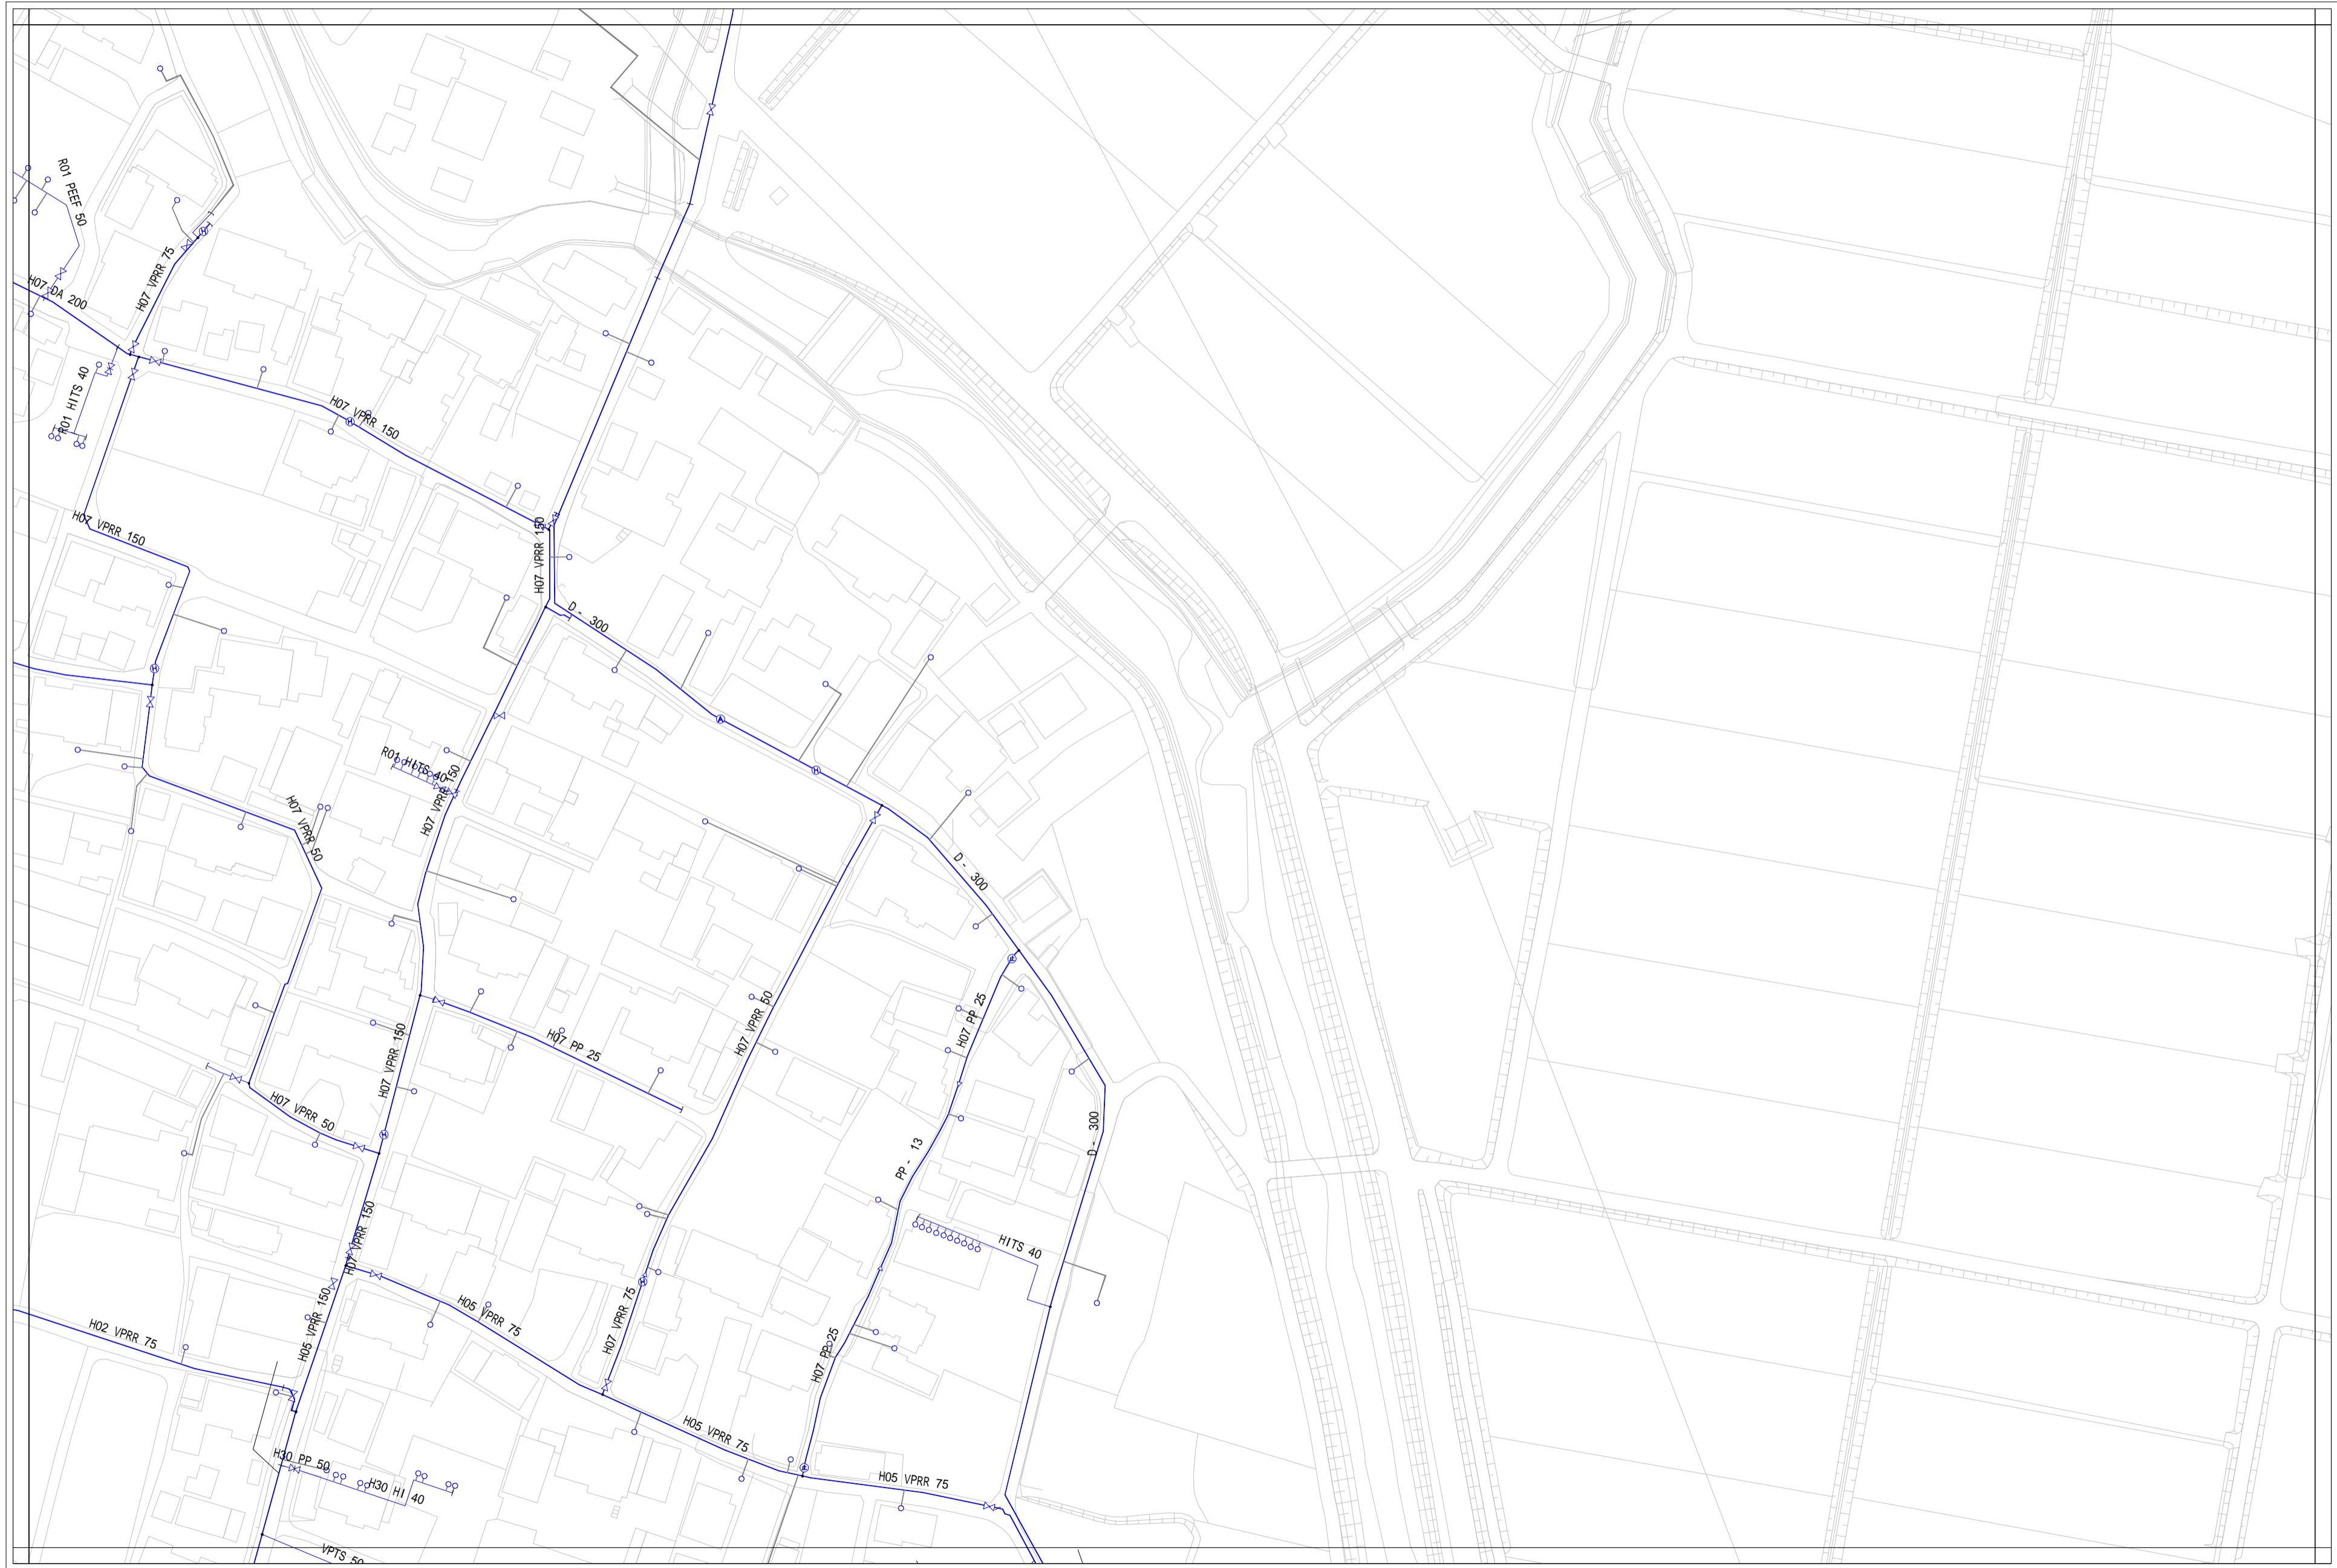 R01 PEEF 50
H07 VPRR 75
H07 DA 200
R01 HITS 40
H07 VPRR 150
H07 VPRR 150
H07 VPRR 150
D - 300
R01 HITS 40
H07 VPRR 150
H07 VPRR 50
D - 300
H07 VPRR 50
H07 PP 25
H07 VPRR 150
H07 PP 25
H07 VPRR 50
D - 300
PP - 13
H07 VPRR 150
HITS 40
H05 VPRR 150
H05 VPRR 75
H07 VPRR 75
H02 VPRR 75
H07 PP 25
H05 VPRR 75
H30 PP 50
H05 VPRR 75
H30 HI 40
VPTS 50